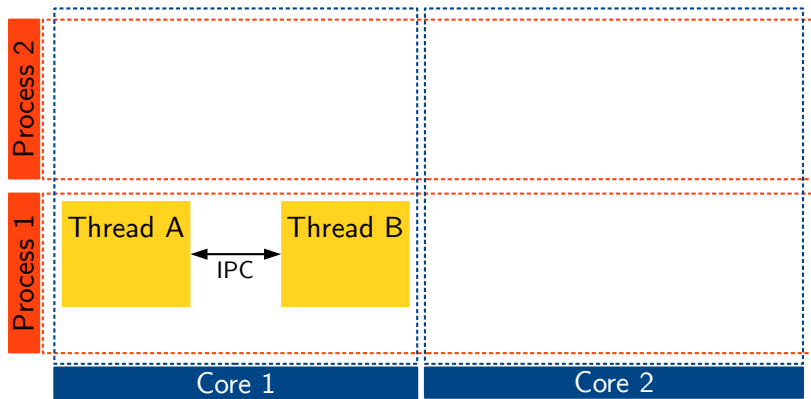 Process 2
Process 1
Thread A
IPC
Thread B
Core 1
Core 2